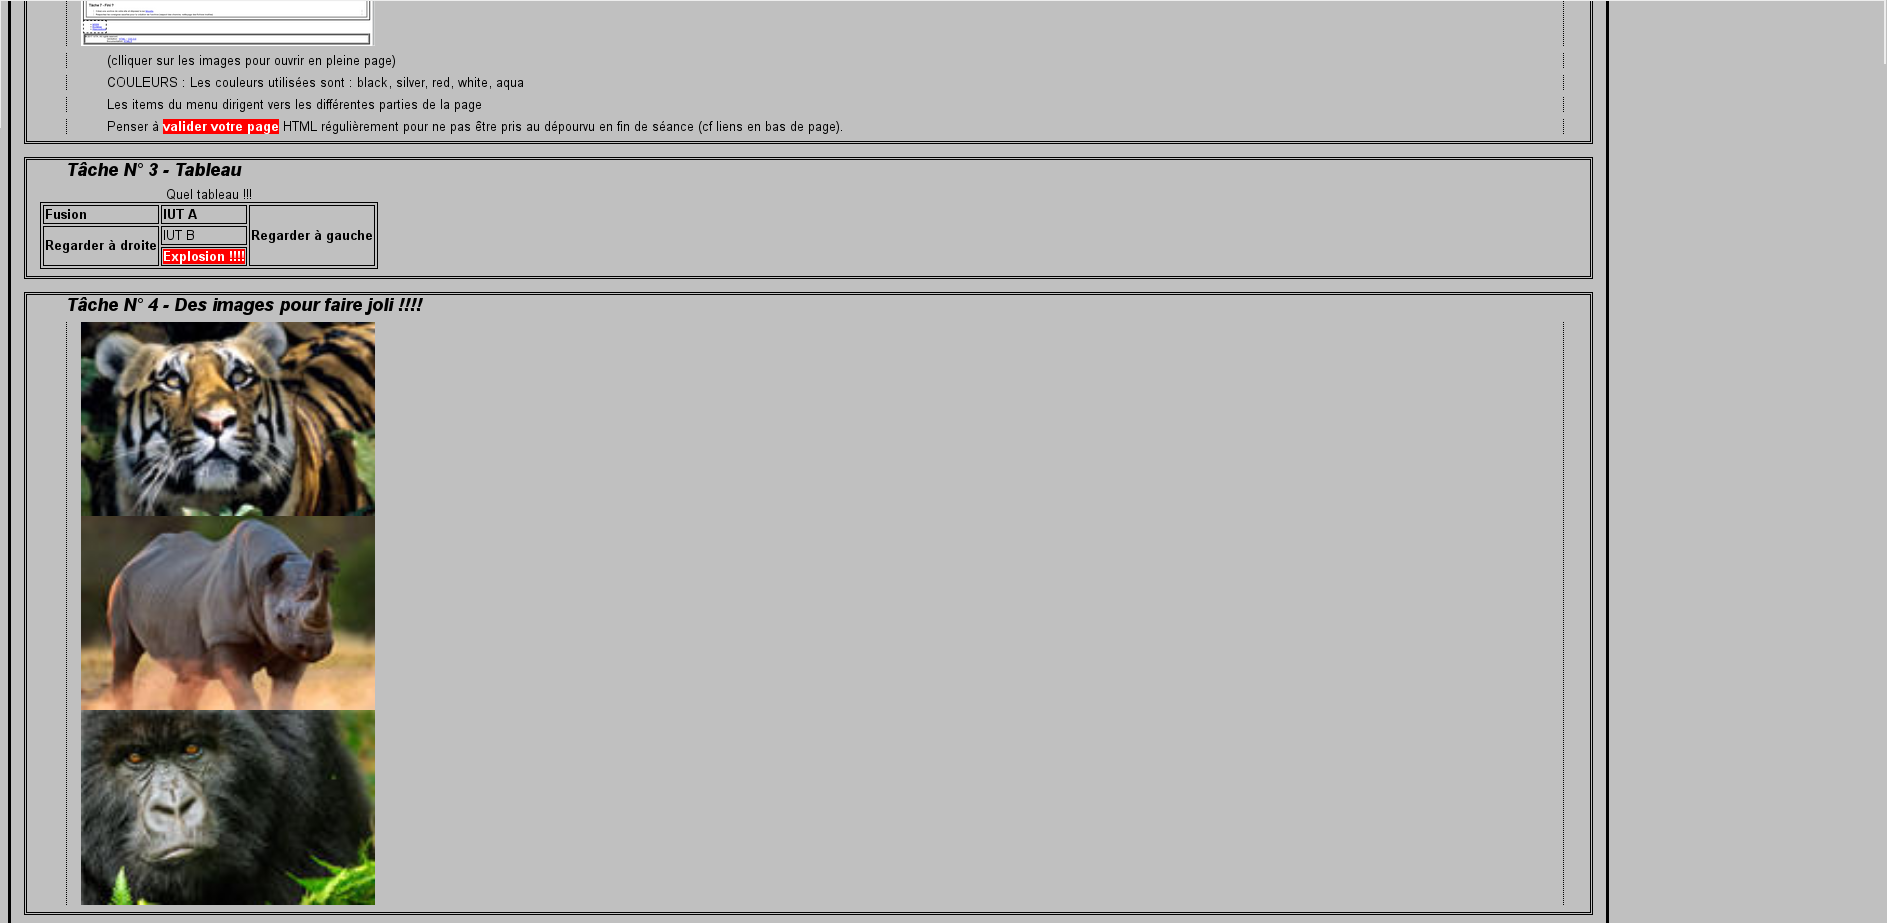 (clliquer sur les images pour ouvrir en pleine page)
COULEURS : Les couleurs utilisées sont : black, silver, red, white, aqua
Les items du menu dirigent vers les différentes parties de la page
Penser à valider votre page HTML régulièrement pour ne pas être pris au dépourvu en fin de séance (cf liens en bas de page).
Tâche N° 3 - Tableau
Quel tableau !!!
Fusion IUT A
Regarder à droite IUT B Regarder à gauche
Explosion !!!!
Tâche N° 4 - Des images pour faire joli !!!!